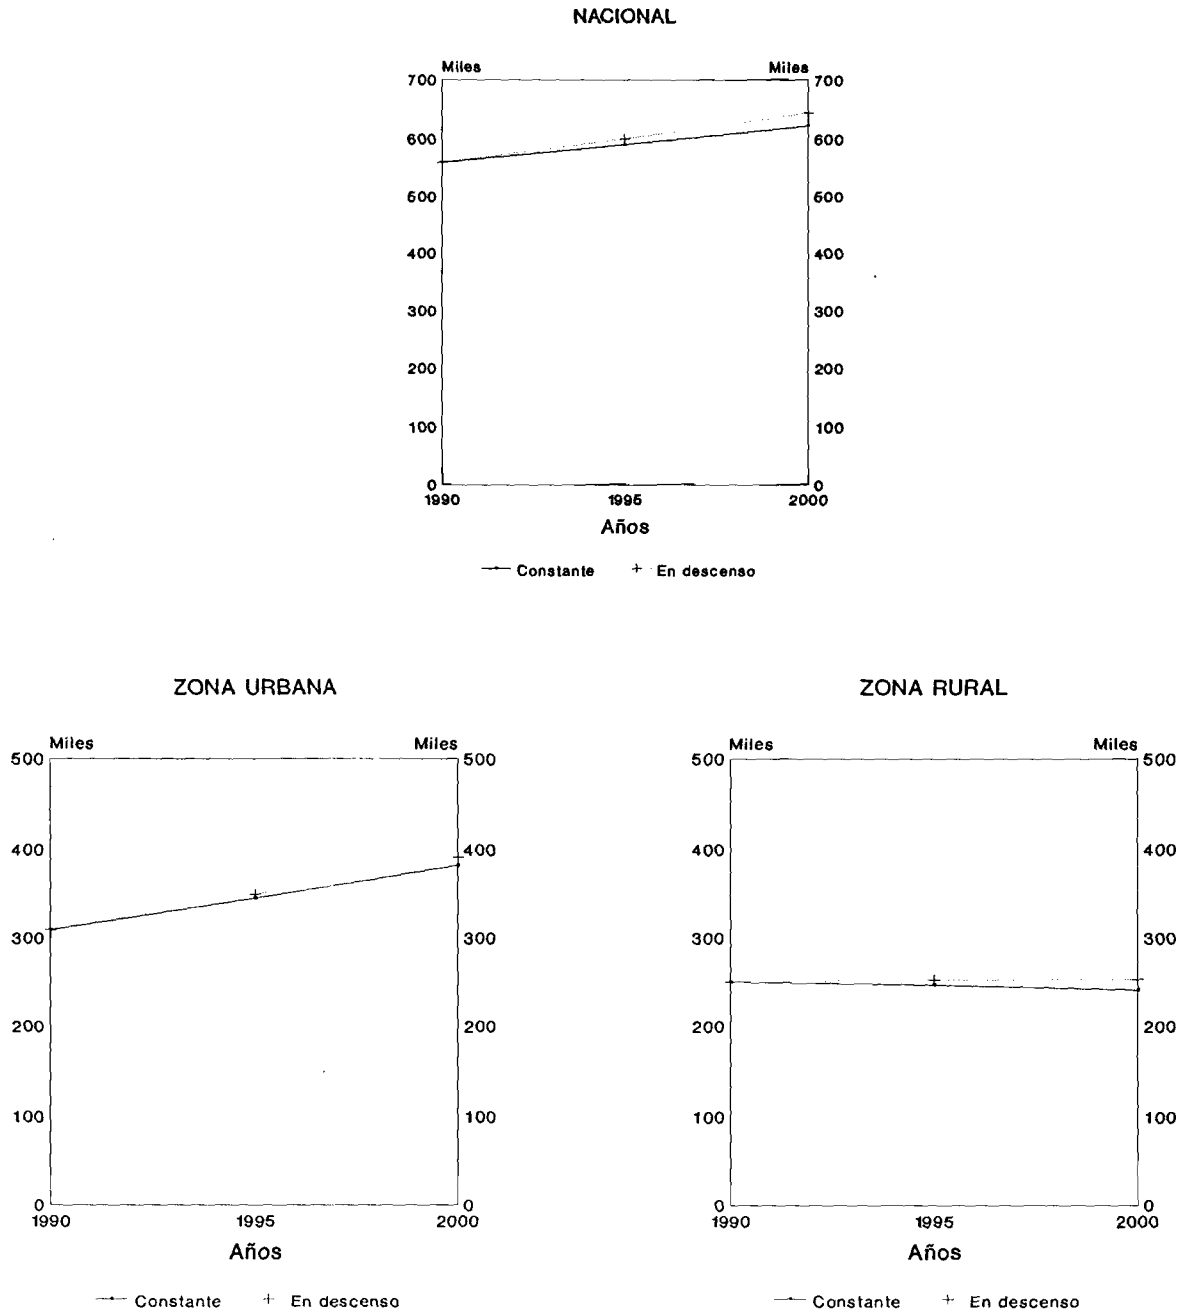 NACIONAL
Miles Miles
700 700
600 600
500 500
400 400
300 300
200 200
100 100
0 0
1990 1995 2000
Años
Constante + En descenso
ZONA URBANA
Miles Miles
500 500
400 400
300 300
200 200
100 100
0 0
1990 1995 2000
Años
Constante + En descenso
ZONA RURAL
Miles Miles
500 500
400 400
300 300
200 200
100 100
0 0
1990 1995 2000
Años
Constante + En descenso